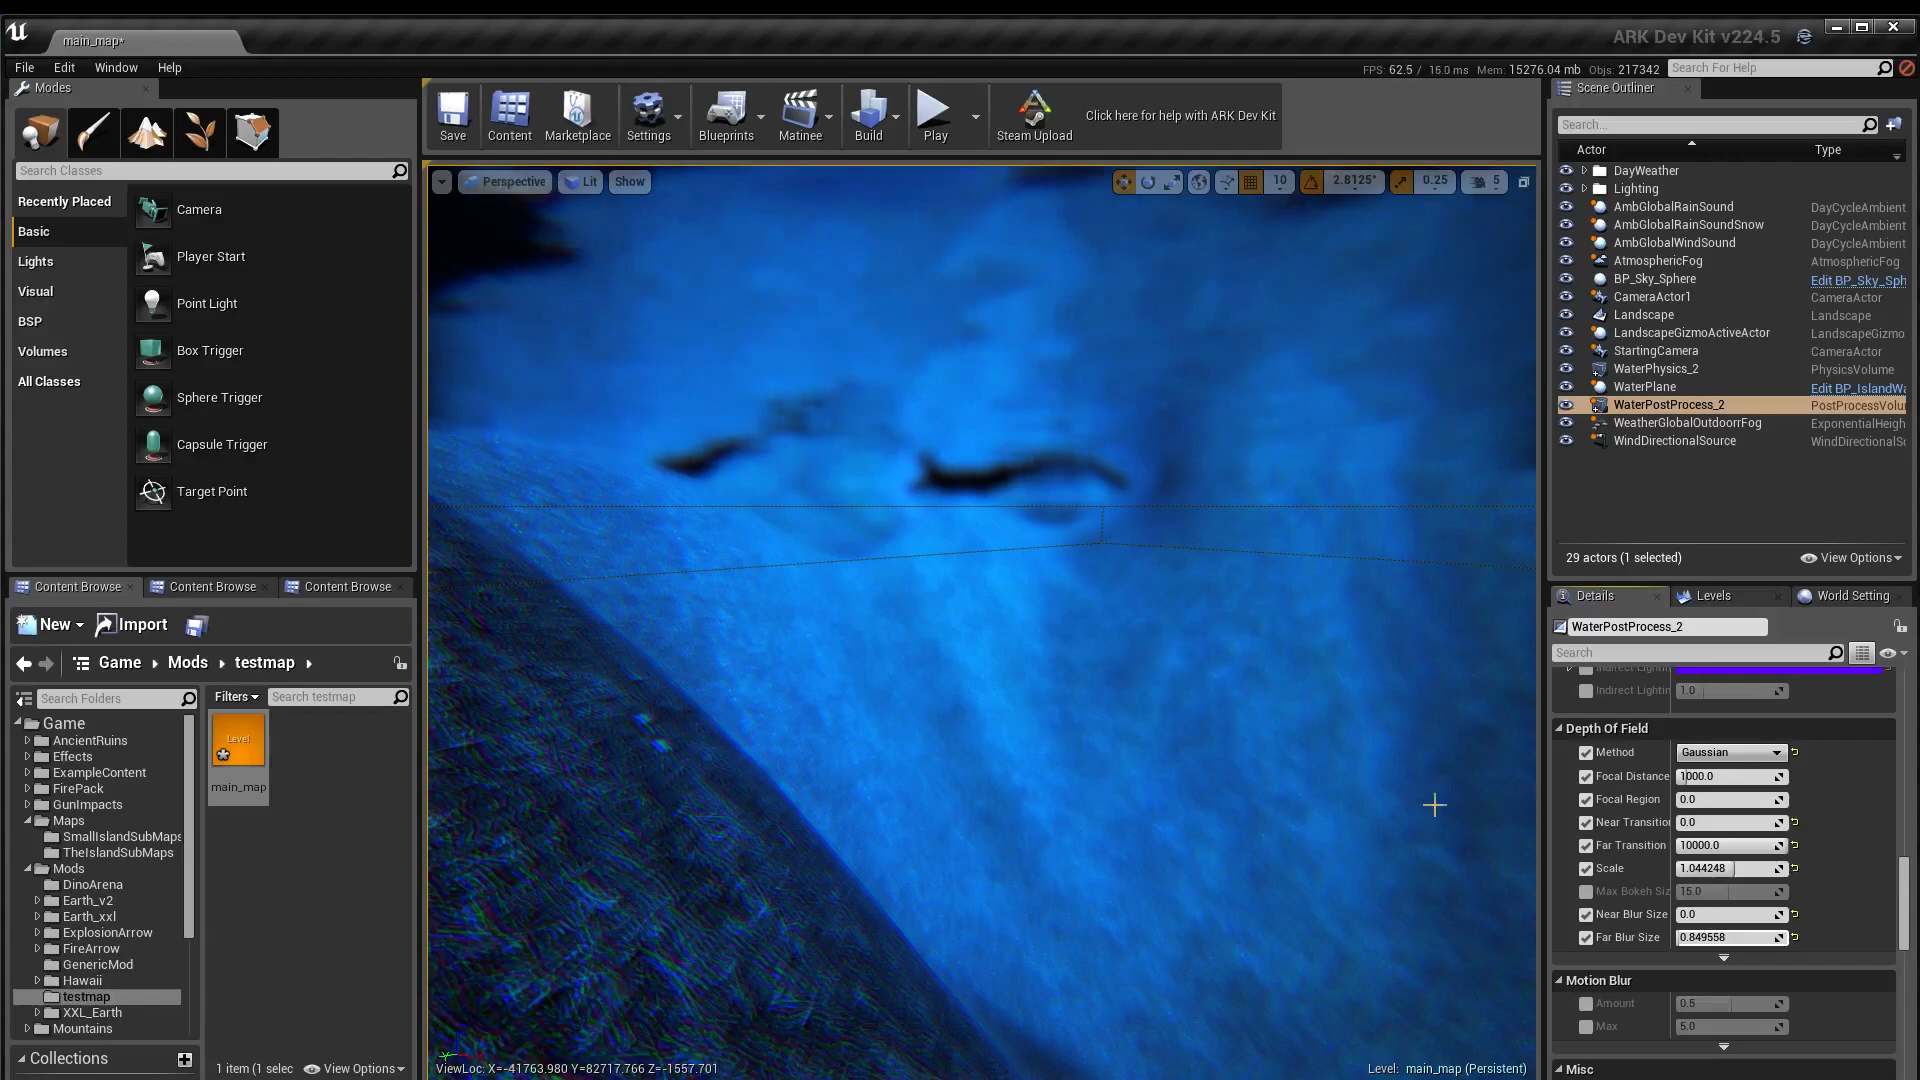 main_map*
ARK Dev Kit v224.5
File Edit Window Help
FPS: 62.5 / 16.0 ms Mem: 15276.04 mb Objs: 217342
Search For Help
Modes
Search Classes
Recently Placed
Basic
Lights
Visual
BSP
Volumes
All Classes
Camera
Player Start
Point Light
Box Trigger
Sphere Trigger
Capsule Trigger
Target Point
Save
Content
Marketplace
Settings
Blueprints
Matinee
Build
Play
Steam Upload
Click here for help with ARK Dev Kit
Perspective
Lit
Show
10
2.8125°
0.25
5
ViewLoc: X=-41763.980 Y=82717.766 Z=-1557.701
Level: main_map (Persistent)
Scene Outliner
Search...
Actor Type
DayWeather
Lighting
AmbGlobalRainSound DayCycleAmbient
AmbGlobalRainSoundSnow DayCycleAmbient
AmbGlobalWindSound DayCycleAmbient
AtmosphericFog AtmosphericFog
BP_Sky_Sphere Edit BP_Sky_Sph
CameraActor1 CameraActor
Landscape Landscape
LandscapeGizmoActiveActor LandscapeGizmo
StartingCamera CameraActor
WaterPhysics_2 PhysicsVolume
WaterPlane Edit BP_IslandWa
WaterPostProcess_2 PostProcessVolu
WeatherGlobalOutdoorrFog ExponentialHeigh
WindDirectionalSource WindDirectionalSo
29 actors (1 selected)
View Options
Details
Levels
World Setting
WaterPostProcess_2
Search
Indirect Lightin
Indirect Lightin 1.0
Depth Of Field
Method Gaussian
Focal Distance 1000.0
Focal Region 0.0
Near Transition 0.0
Far Transition 10000.0
Scale 1.044248
Max Bokeh Siz 15.0
Near Blur Size 0.0
Far Blur Size 0.849558
Motion Blur
Amount 0.5
Max 5.0
Misc
Content Browse
Content Browse
Content Browse
New
Import
Game Mods testmap
Search Folders
Filters
Search testmap
Game
AncientRuins
Effects
ExampleContent
FirePack
GunImpacts
Maps
SmallIslandSubMaps
TheIslandSubMaps
Mods
DinoArena
Earth_v2
Earth_xxl
ExplosionArrow
FireArrow
GenericMod
Hawaii
testmap
XXL_Earth
Mountains
Collections
Level
main_map
1 item (1 selec
View Options